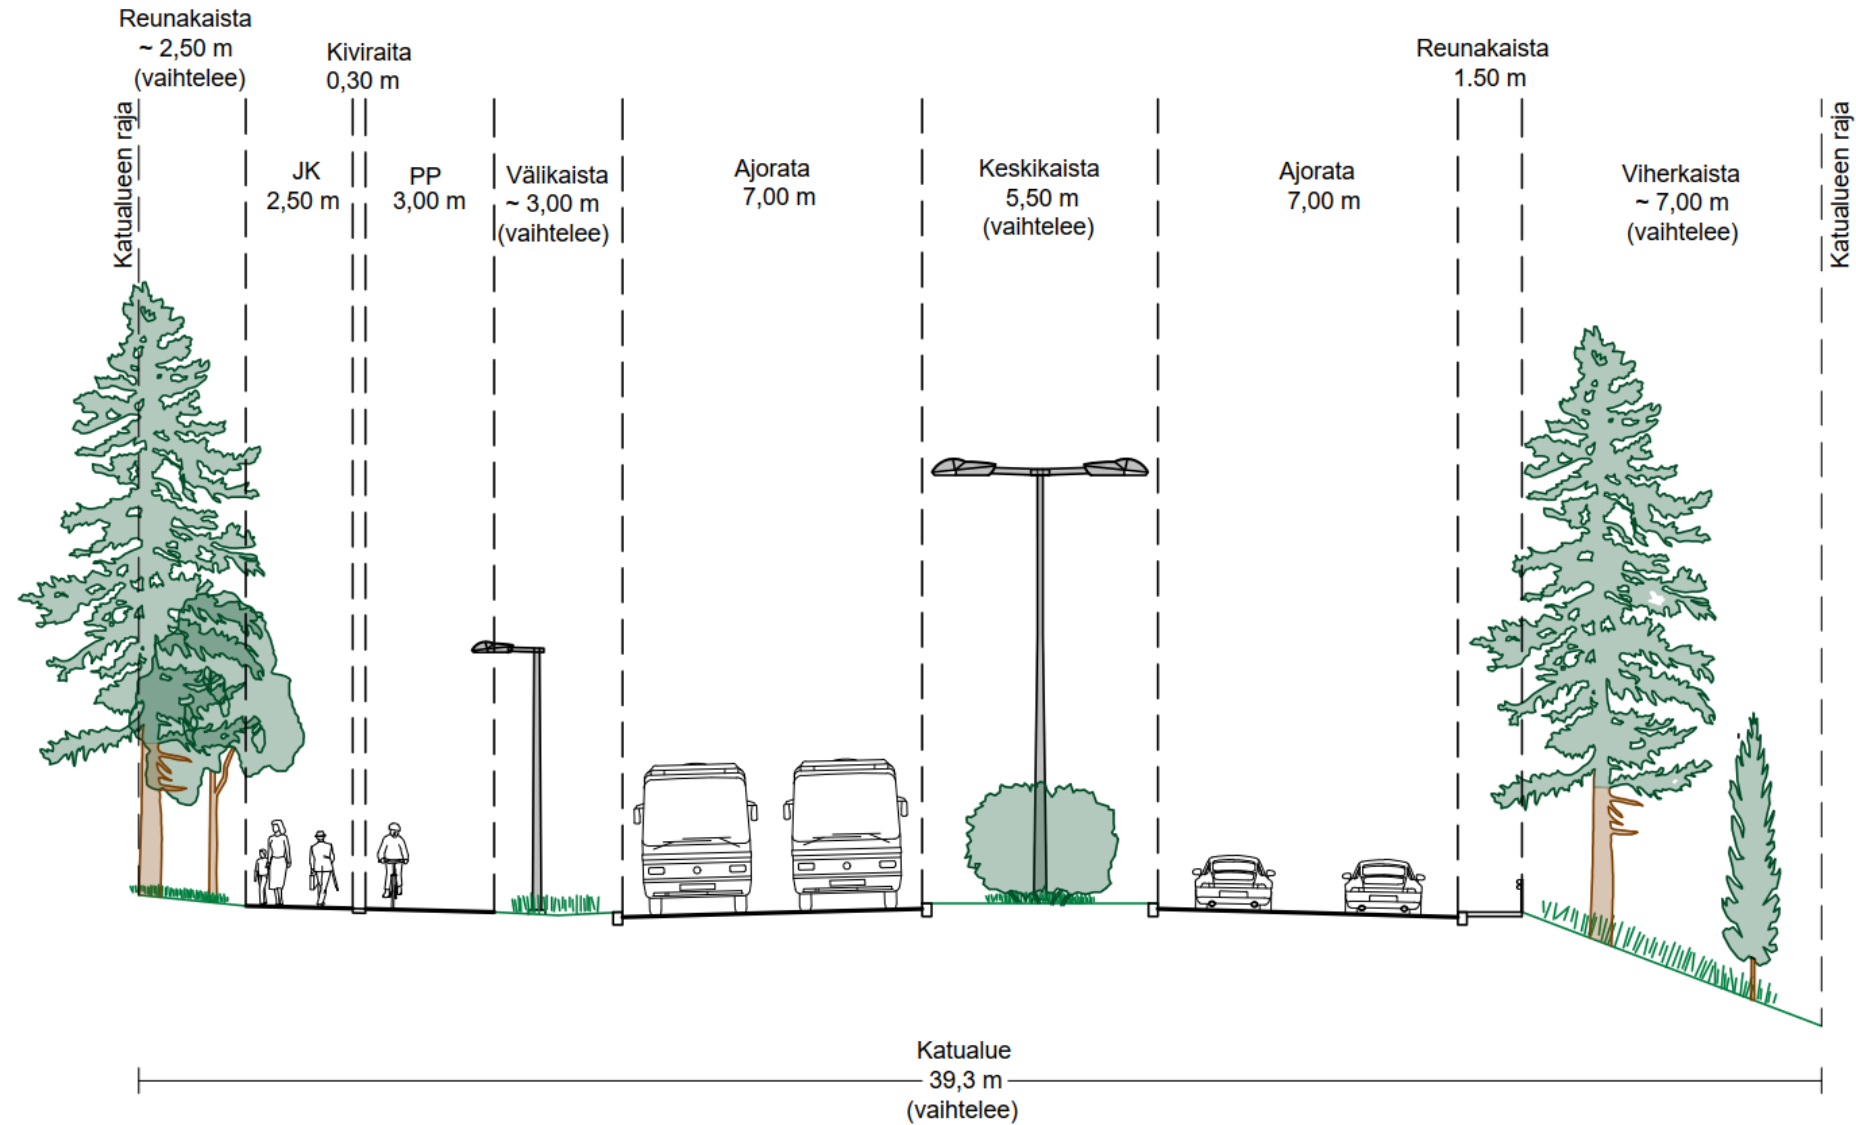 Reunakaista
~ 2,50 m
(vaihtelee)
Kiviraita
0,30 m
Reunakaista
1.50 m
Katualueen raja
JK
2,50 m
PP
3,00 m
Välikaista
~ 3,00 m
(vaihtelee)
Ajorata
7,00 m
Keskikaista
5,50 m
(vaihtelee)
Ajorata
7,00 m
Viherkaista
~ 7,00 m
(vaihtelee)
Katualueen raja
Katualue
39,3 m
(vaihtelee)